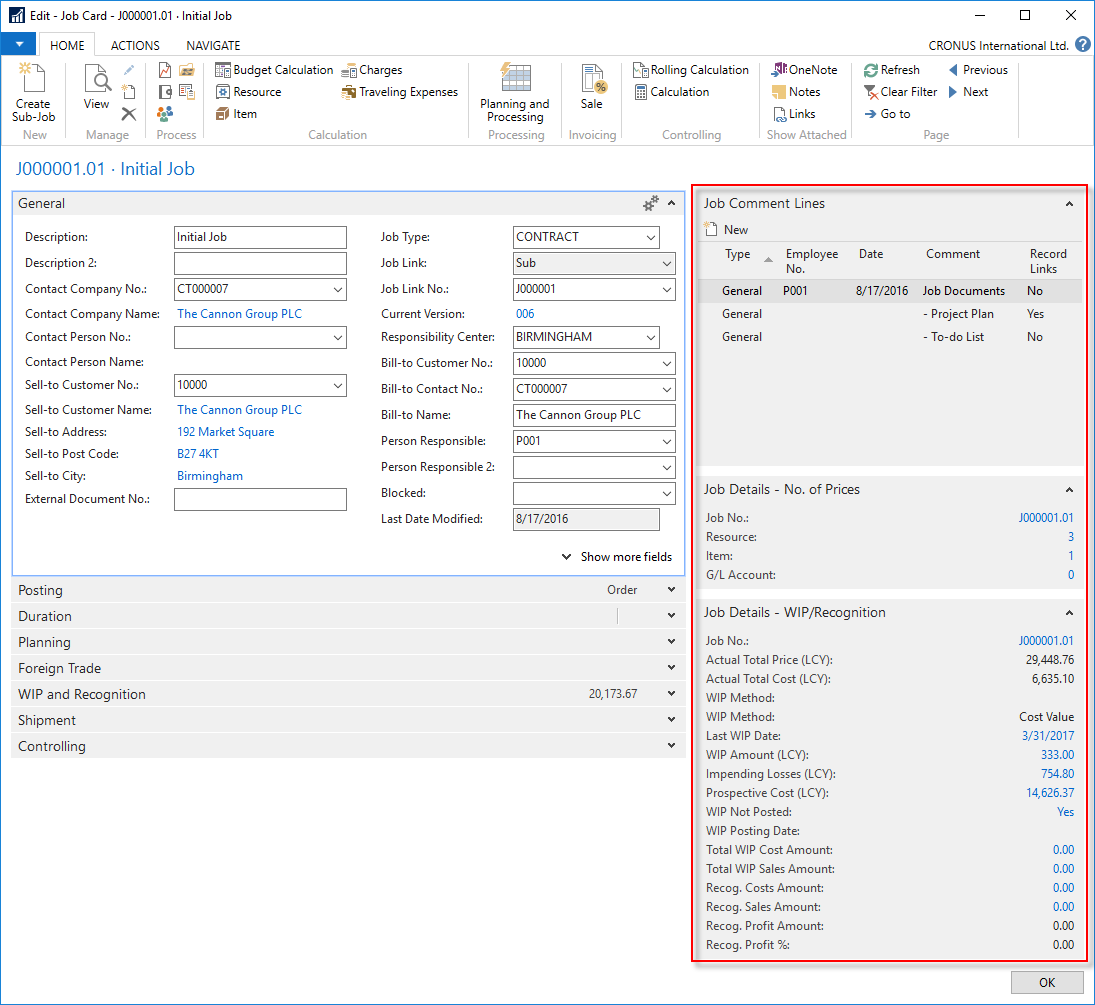 Edit - Job Card - J000001.01 · Initial Job
HOME ACTIONS NAVIGATE CRONUS International Ltd. ?
Create Sub-Job
New
View
Manage
Process
Budget Calculation Charges
Resource Traveling Expenses
Item
Calculation
Planning and Processing
Processing
Sale
Invoicing
Rolling Calculation
Calculation
Controlling
OneNote
Notes
Links
Show Attached
Refresh Previous
Clear Filter Next
Go to
Page
J000001.01 · Initial Job
General
Description: Initial Job
Description 2:
Contact Company No.: CT000007
Contact Company Name: The Cannon Group PLC
Contact Person No.:
Contact Person Name:
Sell-to Customer No.: 10000
Sell-to Customer Name: The Cannon Group PLC
Sell-to Address: 192 Market Square
Sell-to Post Code: B27 4KT
Sell-to City: Birmingham
External Document No.:
Job Type: CONTRACT
Job Link: Sub
Job Link No.: J000001
Current Version: 006
Responsibility Center: BIRMINGHAM
Bill-to Customer No.: 10000
Bill-to Contact No.: CT000007
Bill-to Name: The Cannon Group PLC
Person Responsible: P001
Person Responsible 2:
Blocked:
Last Date Modified: 8/17/2016
Show more fields
Posting Order
Duration
Planning
Foreign Trade
WIP and Recognition 20,173.67
Shipment
Controlling
Job Comment Lines
New
Type Employee No. Date Comment Record Links
General P001 8/17/2016 Job Documents No
General - Project Plan Yes
General - To-do List No
Job Details - No. of Prices
Job No.: J000001.01
Resource: 3
Item: 1
G/L Account: 0
Job Details - WIP/Recognition
Job No.: J000001.01
Actual Total Price (LCY): 29,448.76
Actual Total Cost (LCY): 6,635.10
WIP Method:
WIP Method: Cost Value
Last WIP Date: 3/31/2017
WIP Amount (LCY): 333.00
Impending Losses (LCY): 754.80
Prospective Cost (LCY): 14,626.37
WIP Not Posted: Yes
WIP Posting Date:
Total WIP Cost Amount: 0.00
Total WIP Sales Amount: 0.00
Recog. Costs Amount: 0.00
Recog. Sales Amount: 0.00
Recog. Profit Amount: 0.00
Recog. Profit %: 0.00
OK